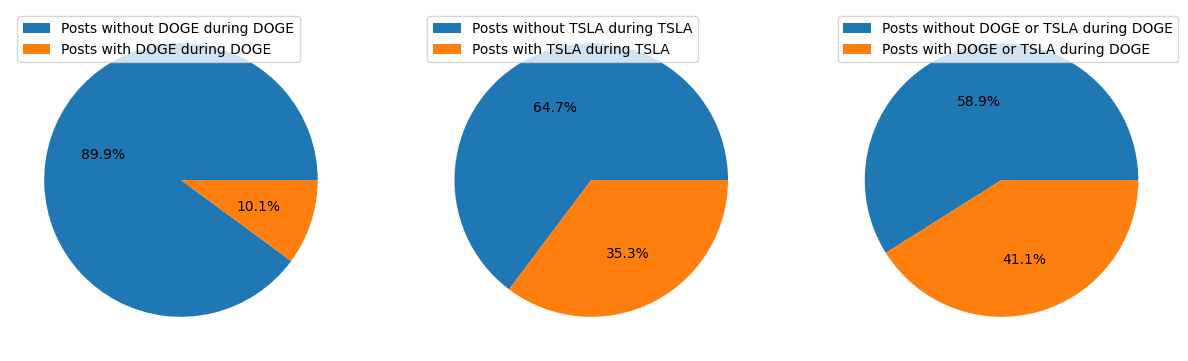 Posts without DOGE during DOGE
Posts with DOGE during DOGE
89.9%
10.1%
Posts without TSLA during TSLA
Posts with TSLA during TSLA
64.7%
35.3%
Posts without DOGE or TSLA during DOGE
Posts with DOGE or TSLA during DOGE
58.9%
41.1%